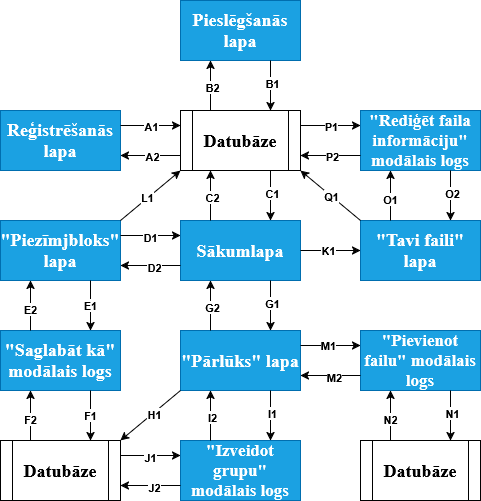 Pieslēgšanās
lapa
B2
B1
Reģistrēšanās
lapa
A1
A2
Datubāze
P1
P2
"Rediģēt faila
informāciju"
modālais logs
L1
C2
C1
Q1
O1
O2
"Piezīmjbloks"
lapa
D1
D2
Sākumlapa
K1
"Tavi faili"
lapa
E2
E1
G2
G1
"Saglabāt kā"
modālais logs
"Pārlūks" lapa
M1
M2
"Pievienot
failu" modālais
logs
F2
F1
H1
I2
I1
N2
N1
Datubāze
J1
J2
"Izveidot
grupu"
modālais logs
Datubāze